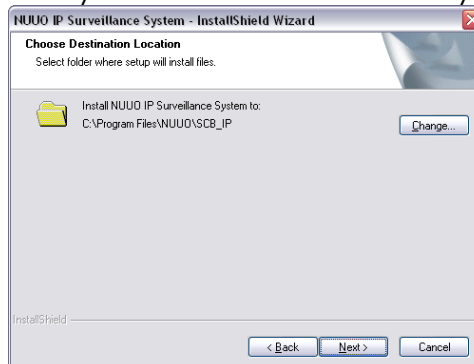 NUUO IP Surveillance System - InstallShield Wizard
Choose Destination Location
Select folder where setup will install files.
Install NUUO IP Surveillance System to:
C:\Program Files\NUUO\SCB_IP
Change...
InstallShield
< Back Next > Cancel